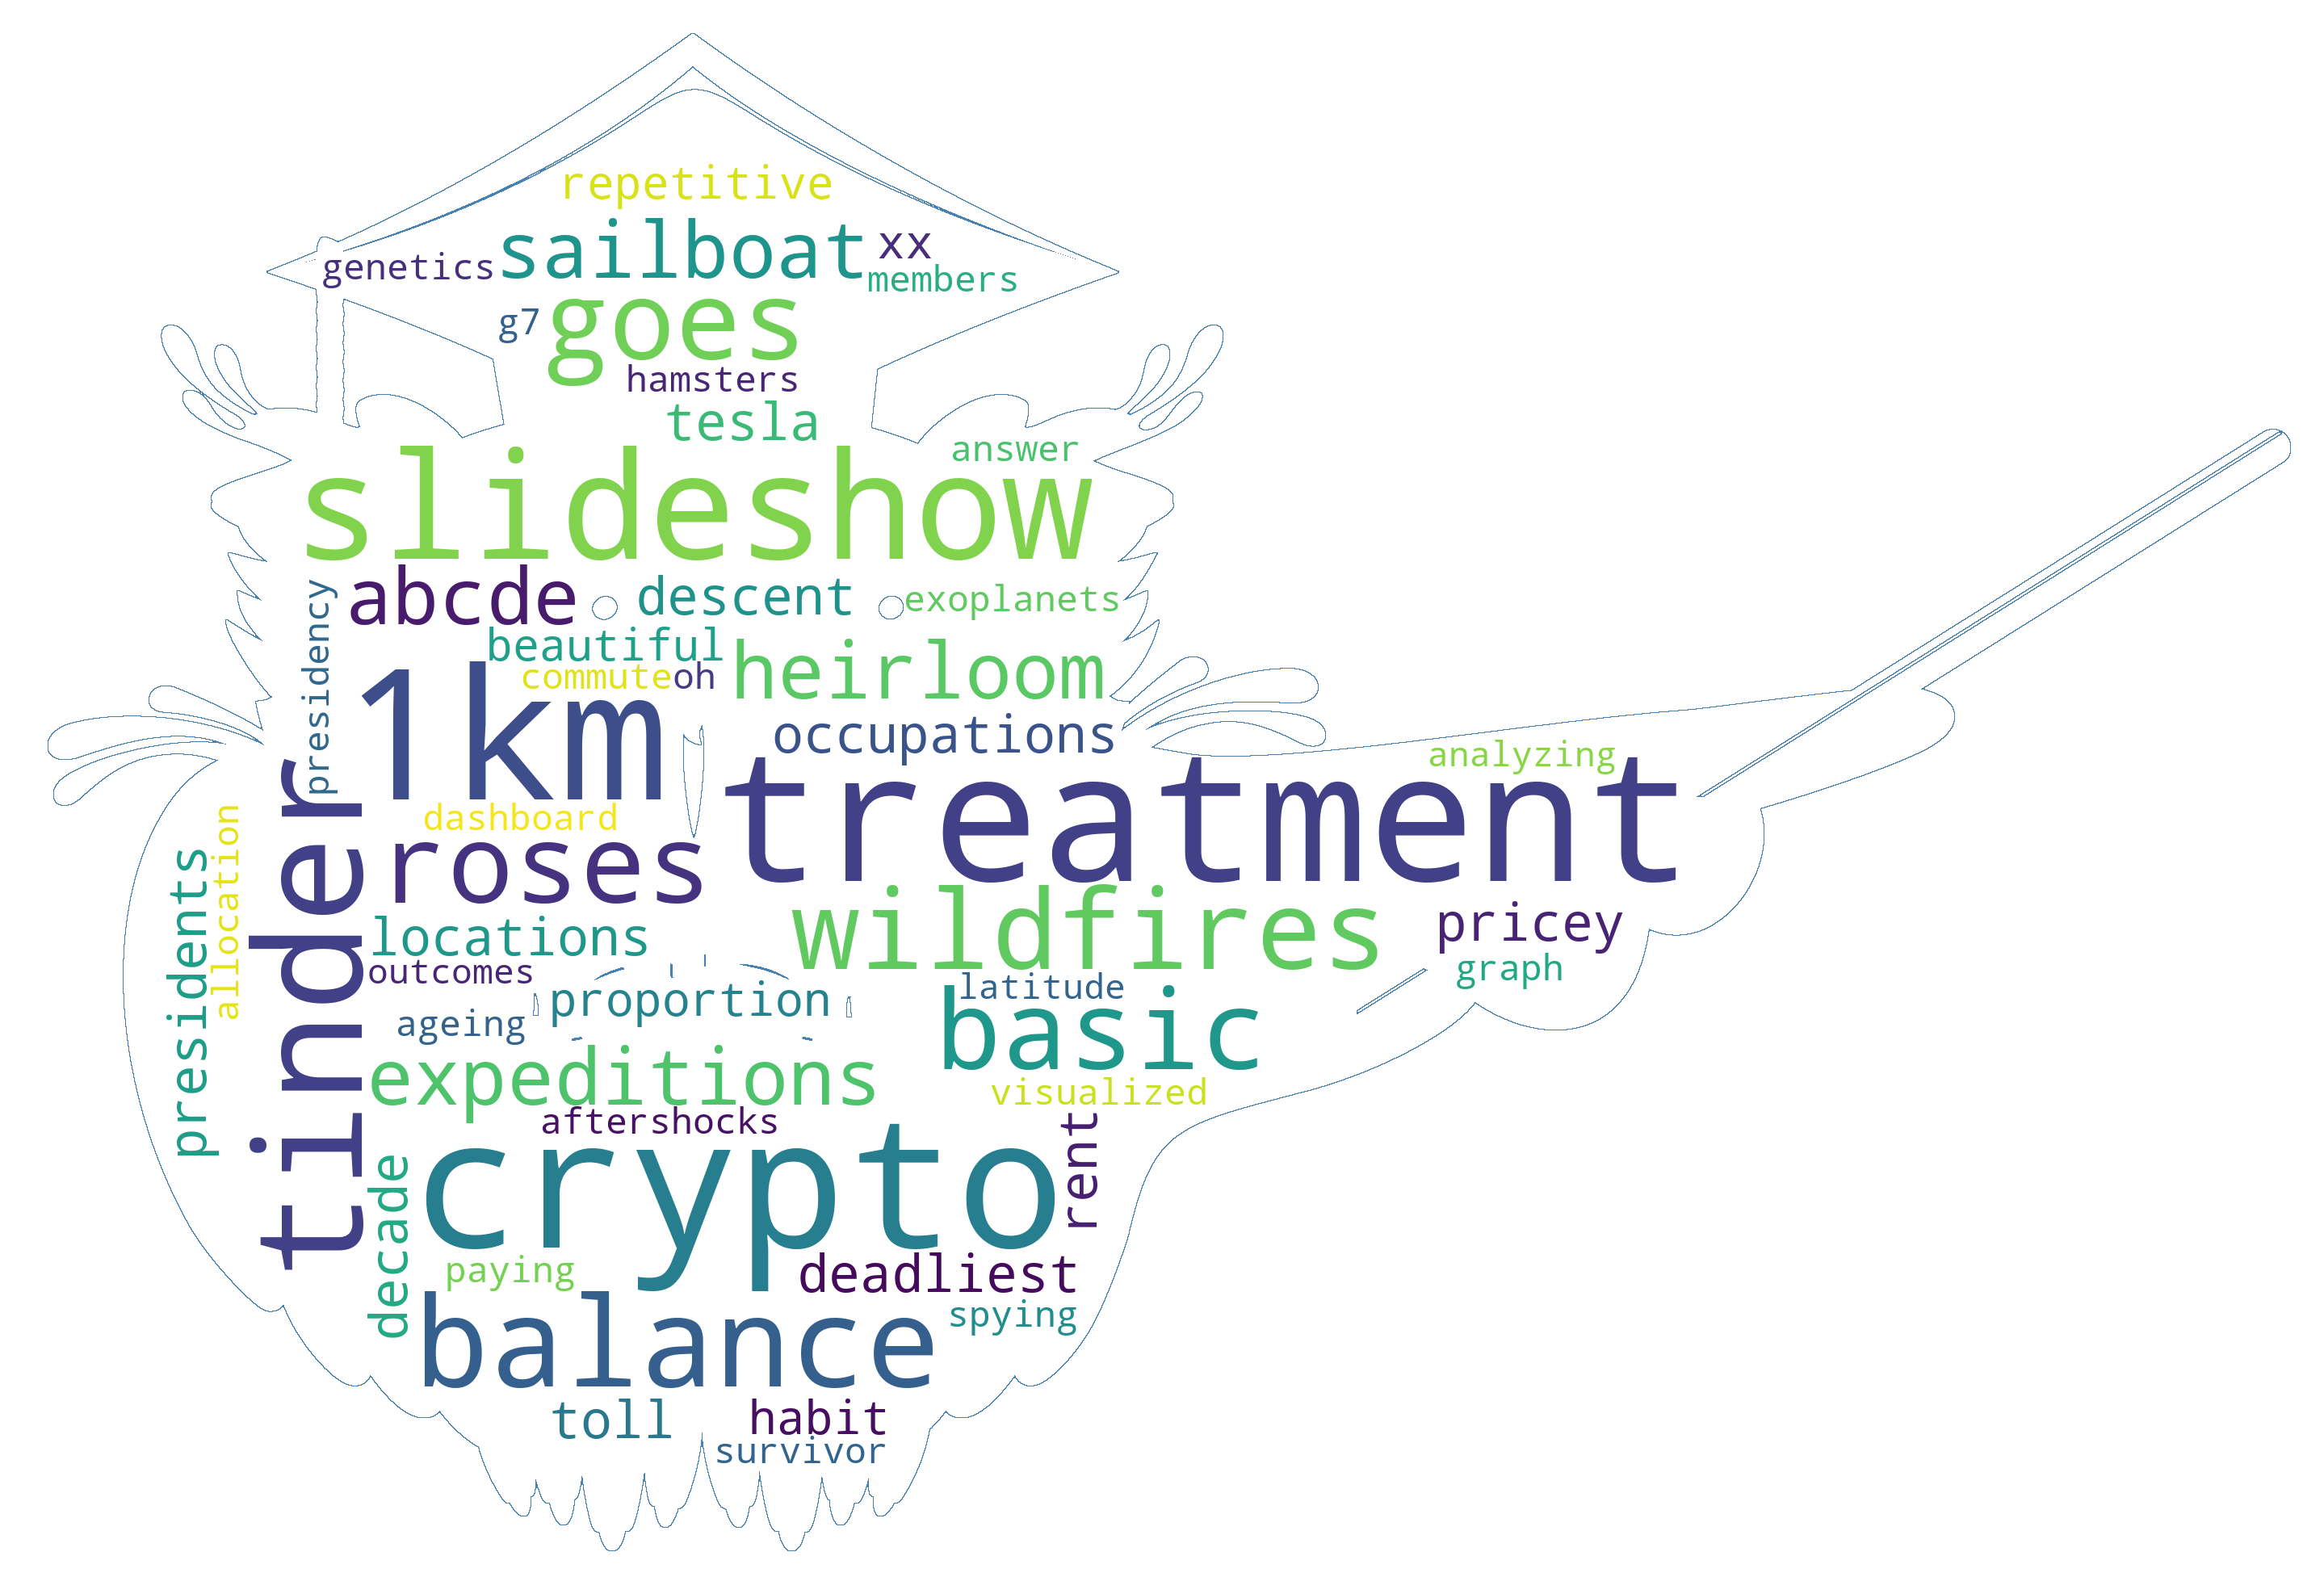 repetitive
sailboat
xx
genetics
members
g7
goes
hamsters
tesla
answer
slideshow
abcde
descent
exoplanets
presidency
beautiful
heirloom
commute
oh
1km
occupations
treatment
analyzing
tinder
dashboard
roses
allocation
presidents
wildfires
pricey
locations
outcomes
graph
proportion
latitude
ageing
basic
expeditions
visualized
aftershocks
rent
crypto
decade
paying
deadliest
balance
spying
toll
habit
survivor